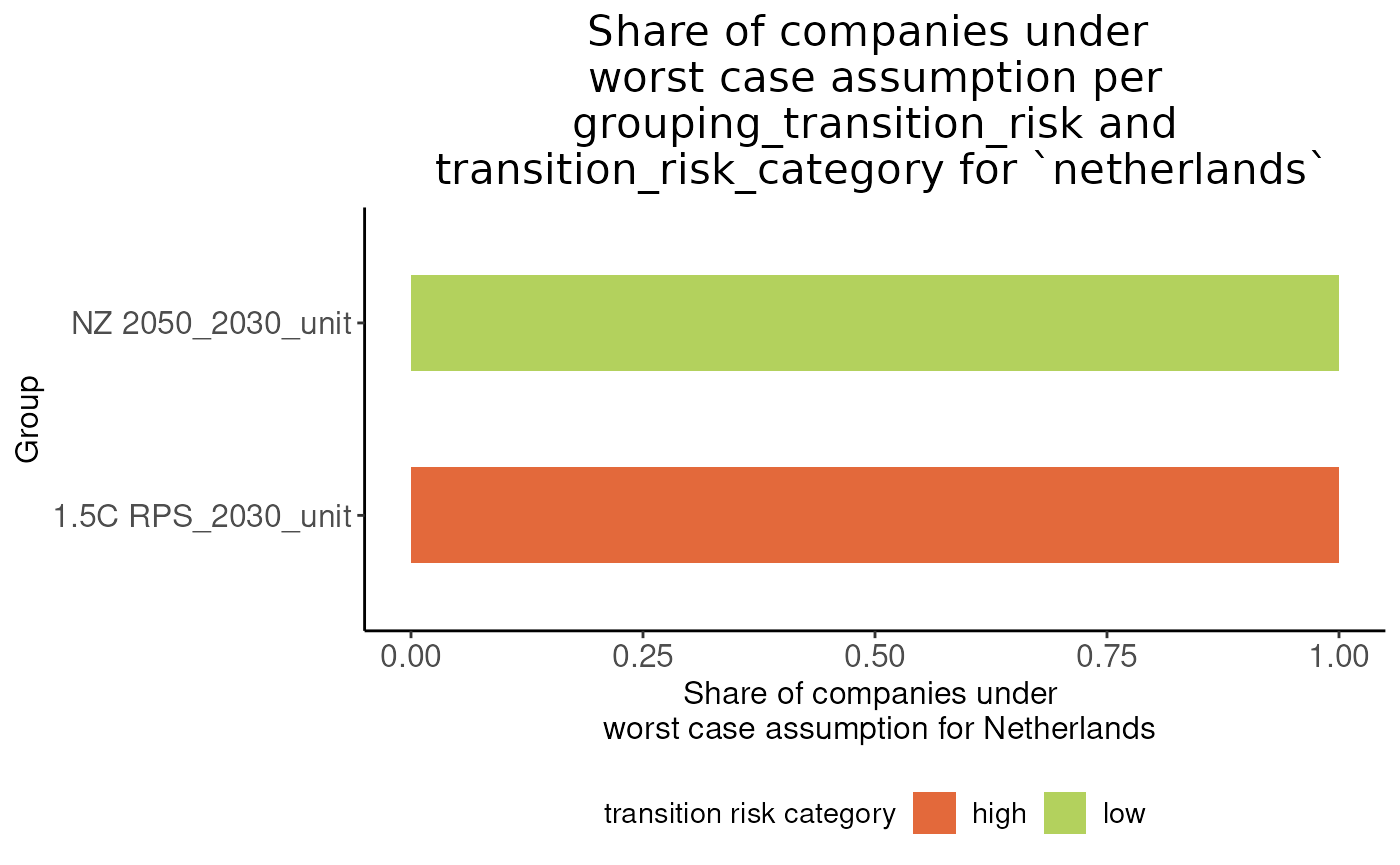 Share of companies under
worst case assumption per
grouping_transition_risk and
transition_risk_category for `netherlands`
NZ 2050_2030_unit
1.5C RPS_2030_unit
Group
0.00 0.25 0.50 0.75 1.00
Share of companies under
worst case assumption for Netherlands
transition risk category high low